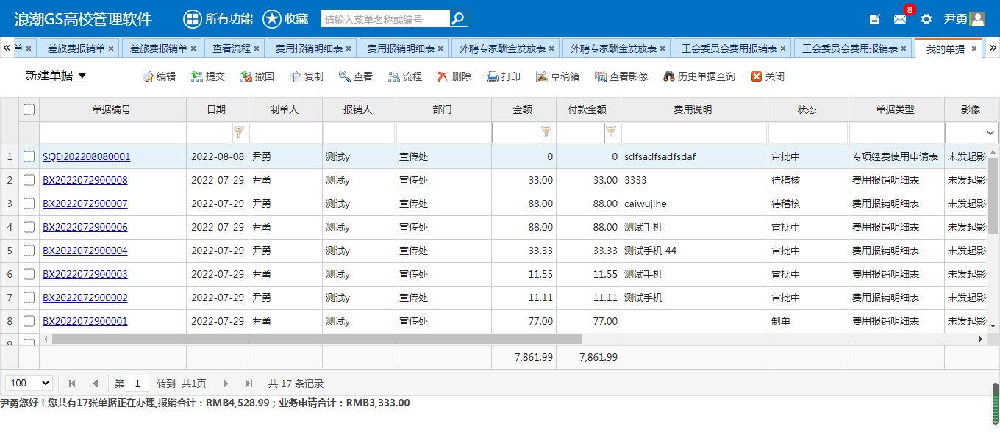 浪潮GS高校管理软件 所有功能 收藏 请输入菜单名称或编号 8 尹勇
单 × 差旅费报销单 × 差旅费报销单 × 查看流程 × 费用报销明细表 × 费用报销明细表 × 外聘专家酬金发放表 × 外聘专家酬金发放表 × 工会委员会费用报销表 × 工会委员会费用报销表 × 我的单据 ×
新建单据 编辑 提交 撤回 复制 查看 流程 删除 打印 草稿箱 查看影像 历史单据查询 关闭
单据编号 日期 制单人 报销人 部门 金额 付款金额 费用说明 状态 单据类型 影像
1 SQD202208080001 2022-08-08 尹勇 测试y 宣传处 0 0 sdfsadfsadfsdaf 审批中 专项经费使用申请表 未发起影
2 BX2022072900008 2022-07-29 尹勇 测试y 宣传处 33.00 33.00 3333 待稽核 费用报销明细表 未发起影
3 BX2022072900007 2022-07-29 尹勇 测试y 宣传处 88.00 88.00 caiwujihe 待稽核 费用报销明细表 未发起影
4 BX2022072900006 2022-07-29 尹勇 测试y 宣传处 88.00 88.00 测试手机 审批中 费用报销明细表 未发起影
5 BX2022072900004 2022-07-29 尹勇 测试y 宣传处 33.33 33.33 测试手机 44 审批中 费用报销明细表 未发起影
6 BX2022072900003 2022-07-29 尹勇 测试y 宣传处 11.55 11.55 测试手机 审批中 费用报销明细表 未发起影
7 BX2022072900002 2022-07-29 尹勇 测试y 宣传处 11.11 11.11 测试手机 审批中 费用报销明细表 未发起影
8 BX2022072900001 2022-07-29 尹勇 测试y 宣传处 77.00 77.00 制单 费用报销明细表 未发起影
9
7,861.99 7,861.99
100 第 1 转到 共1页 共 17 条记录
尹勇您好！您共有17张单据正在办理,报销合计：RMB4,528.99；业务申请合计：RMB3,333.00